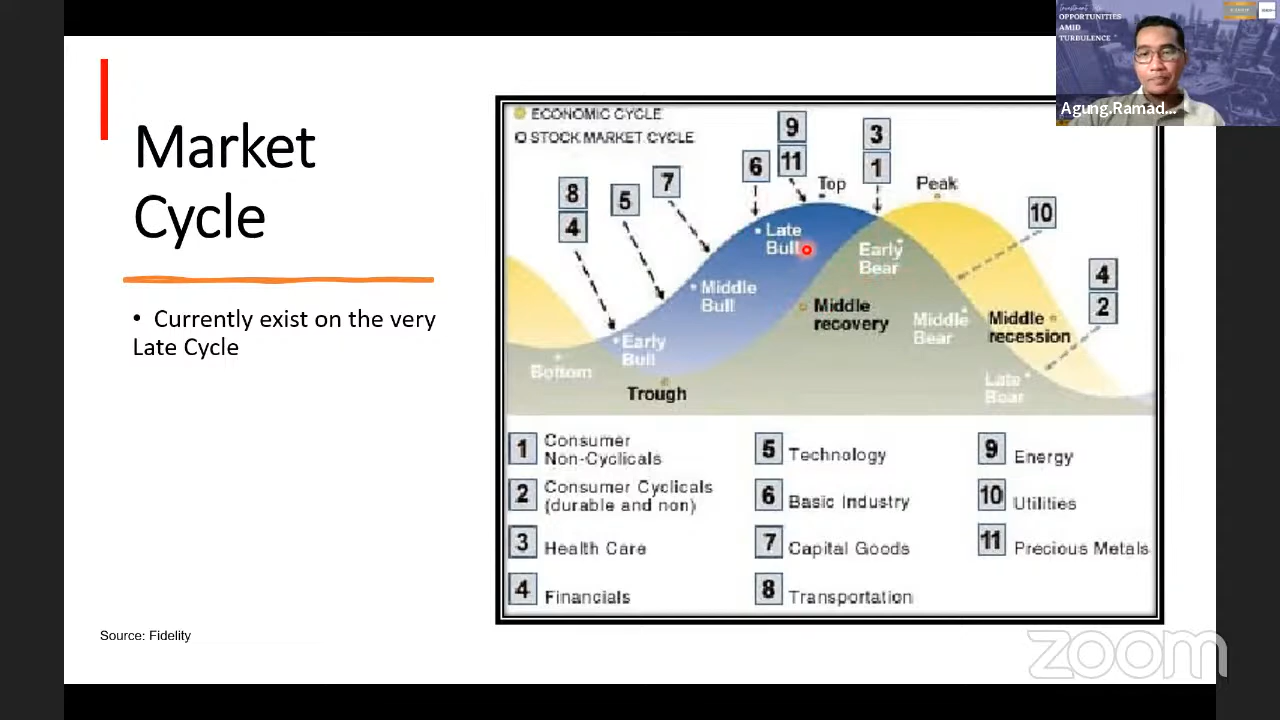 Market
Cycle
• Currently exist on the very
Late Cycle
Source: Fidelity
ECONOMIC CYCLE
STOCK MARKET CYCLE
8
4
5
7
6
9
11
3
1
Top
Peak
10
4
2
Late
Bull
Early
Bear
Middle
Bull
Middle
recovery
Middle
Bear
Middle
recession
Early
Bull
Bottom
Trough
Late
Bear
1 Consumer
Non-Cyclicals
2 Consumer Cyclicals
(durable and non)
3 Health Care
4 Financials
5 Technology
6 Basic Industry
7 Capital Goods
8 Transportation
9 Energy
10 Utilities
11 Precious Metals
Investment
OPPORTUNITIES
AMID
TURBULENCE
Agung.Ramad...
zoom